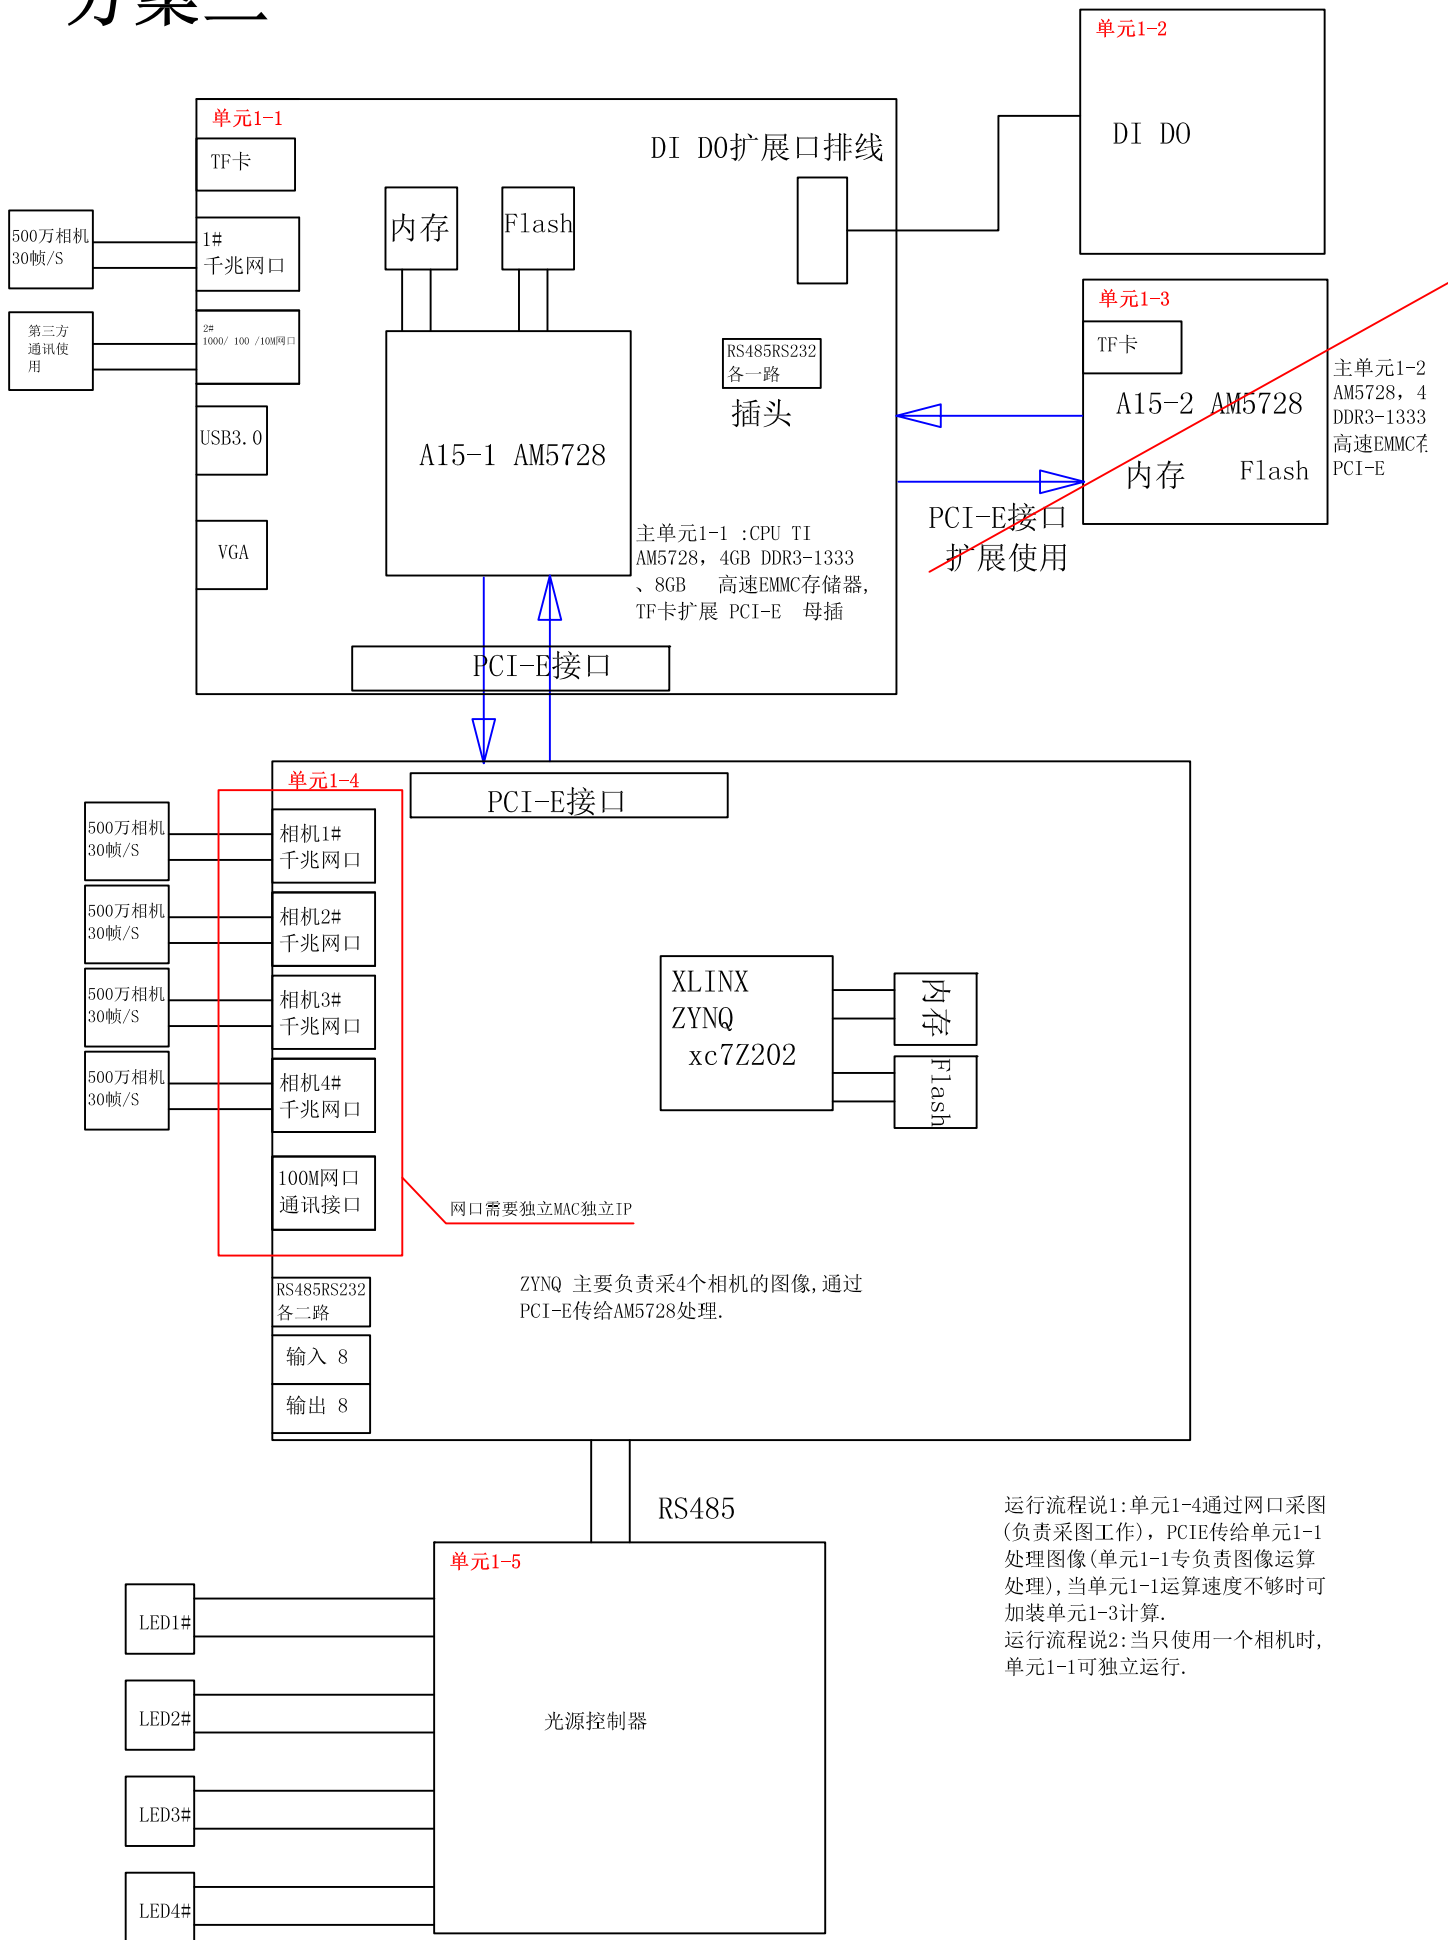 单元1-2
DI DO
单元1-1
TF卡
DI DO扩展口排线
内存
Flash
500万相机
30帧/S
1#
千兆网口
第三方
通讯使
用
2#
1000/ 100 /10M网口
USB3.0
VGA
RS485RS232
各一路
插头
A15-1 AM5728
主单元1-1 :CPU TI
AM5728, 4GB DDR3-1333
、8GB 高速EMMC存储器,
TF卡扩展 PCI-E 母插
PCI-E接口
单元1-3
TF卡
A15-2 AM5728
内存
Flash
主单元1-2
AM5728, 4
DDR3-1333
高速EMMC
PCI-E
PCI-E接口
扩展使用
单元1-4
PCI-E接口
500万相机
30帧/S
相机1#
千兆网口
500万相机
30帧/S
相机2#
千兆网口
500万相机
30帧/S
相机3#
千兆网口
500万相机
30帧/S
相机4#
千兆网口
100M网口
通讯接口
网口需要独立MAC独立IP
XLINX
ZYNQ
xc7Z202
内存
Flash
ZYNQ 主要负责采4个相机的图像,通过
PCI-E传给AM5728处理.
RS485RS232
各二路
输入 8
输出 8
RS485
单元1-5
光源控制器
LED1#
LED2#
LED3#
LED4#
运行流程说1:单元1-4通过网口采图
(负责采图工作), PCIE传给单元1-1
处理图像(单元1-1专负责图像运算
处理),当单元1-1运算速度不够时可
加装单元1-3计算.
运行流程说2:当只使用一个相机时,
单元1-1可独立运行.